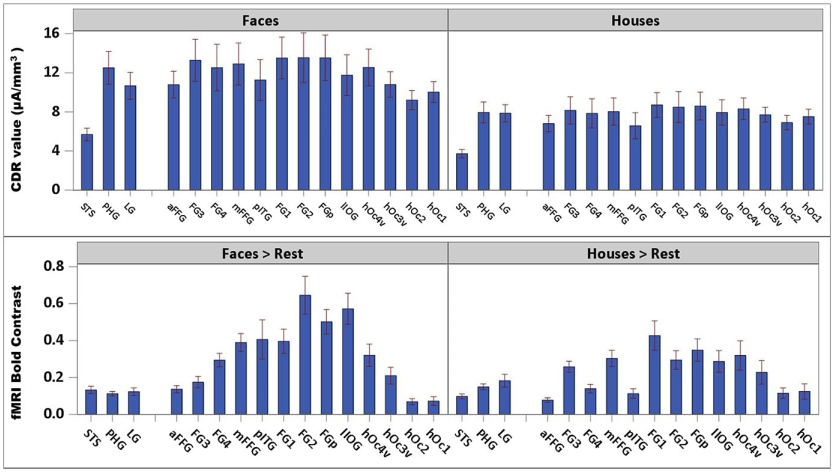 Faces Houses
CDR value (µA/mm³)
16
12
8
4
0
STS PHG LG aFFG FG3 FG4 mFFG pITG FG1 FG2 FGp lIOG hOc4v hOc3v hOc2 hOc1 STS PHG LG aFFG FG3 FG4 mFFG pITG FG1 FG2 FGp lIOG hOc4v hOc3v hOc2 hOc1
Faces > Rest Houses > Rest
fMRI Bold Contrast
0.8
0.6
0.4
0.2
0.0
STS PHG LG aFFG FG3 FG4 mFFG pITG FG1 FG2 FGp lIOG hOc4v hOc3v hOc2 hOc1 STS PHG LG aFFG FG3 FG4 mFFG pITG FG1 FG2 FGp lIOG hOc4v hOc3v hOc2 hOc1